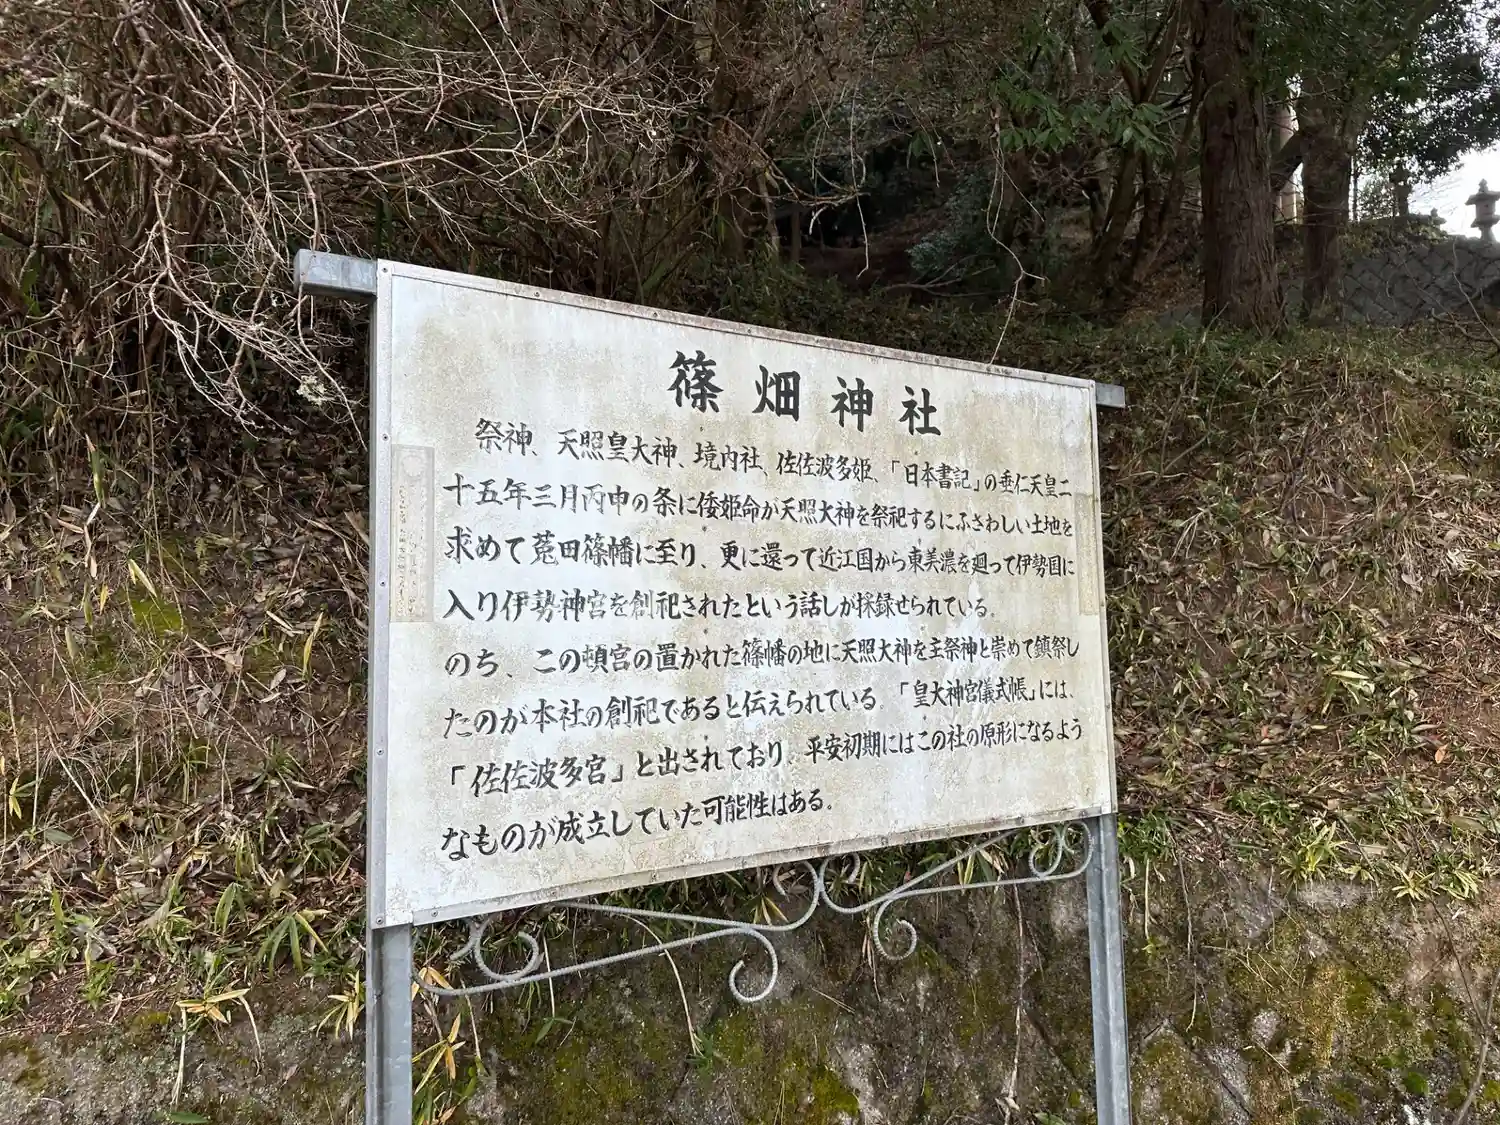 篠畑神社
祭神、天照皇大神、境内社、佐佐波多姫、「日本書記」の垂仁天皇二
十五年三月丙申の条に倭姫命が天照大神を祭祀するにふさわしい土地を
求めて菟田篠幡に至り、更に還って近江国から東美濃を廻って伊勢国に
入り伊勢神宮を創祀されたという話しが採録せられている。
のち、この頓宮の置かれた篠幡の地に天照大神を主祭神と崇めて鎮祭し
たのが本社の創祀であると伝えられている。「皇大神宮儀式帳」には、
「佐佐波多宮」と出されており、平安初期にはこの社の原形になるよう
なものが成立していた可能性はある。